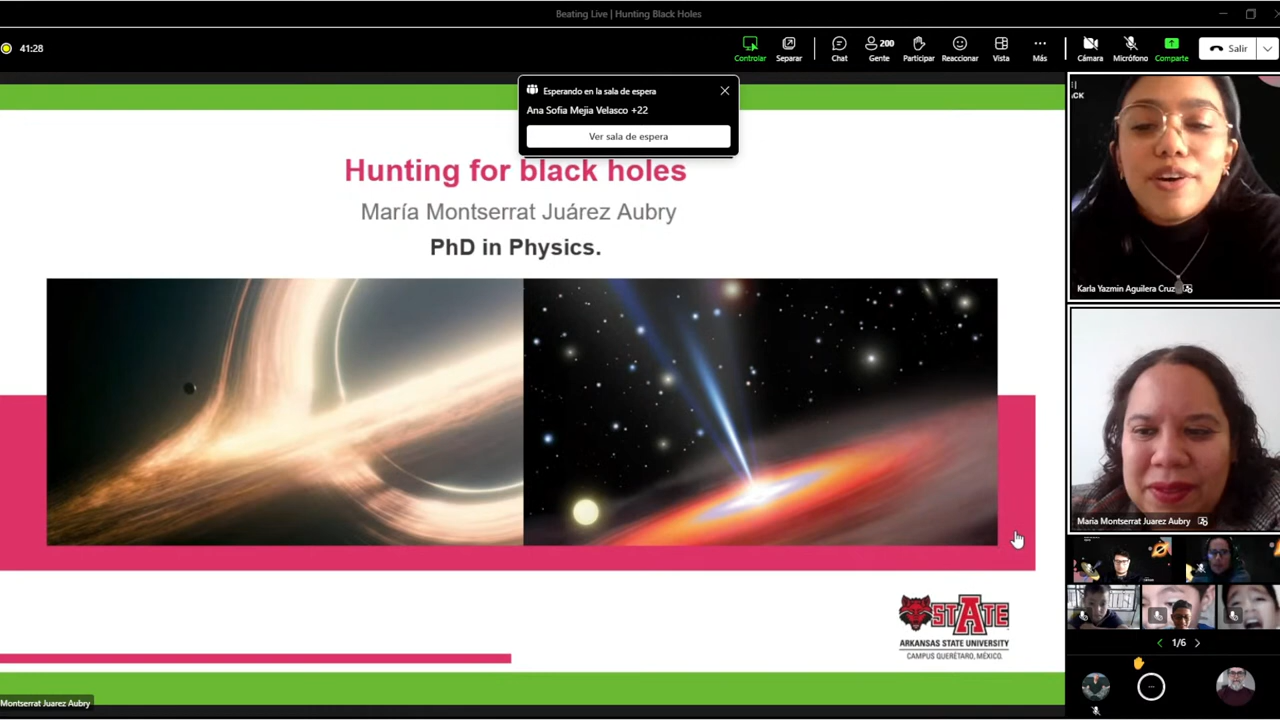 Beating Live | Hunting Black Holes
41:28
Controlar
Separar
Chat
200
Gente
Participar
Reaccionar
Vista
Más
Cámara
Micrófono
Comparte
Salir
Esperando en la sala de espera
Ana Sofia Mejia Velasco +22
Ver sala de espera
Hunting for black holes
María Montserrat Juárez Aubry
PhD in Physics.
STATE
ARKANSAS STATE UNIVERSITY
CAMPUS QUERÉTARO, MÉXICO.
Montserrat Juarez Aubry
Karla Yazmin Aguilera Cruz
Maria Montserrat Juarez Aubry
1/6